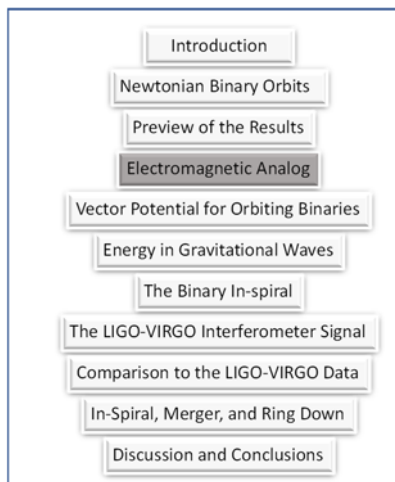 Introduction
Newtonian Binary Orbits
Preview of the Results
Electromagnetic Analog
Vector Potential for Orbiting Binaries
Energy in Gravitational Waves
The Binary In-spiral
The LIGO-VIRGO Interferometer Signal
Comparison to the LIGO-VIRGO Data
In-Spiral, Merger, and Ring Down
Discussion and Conclusions